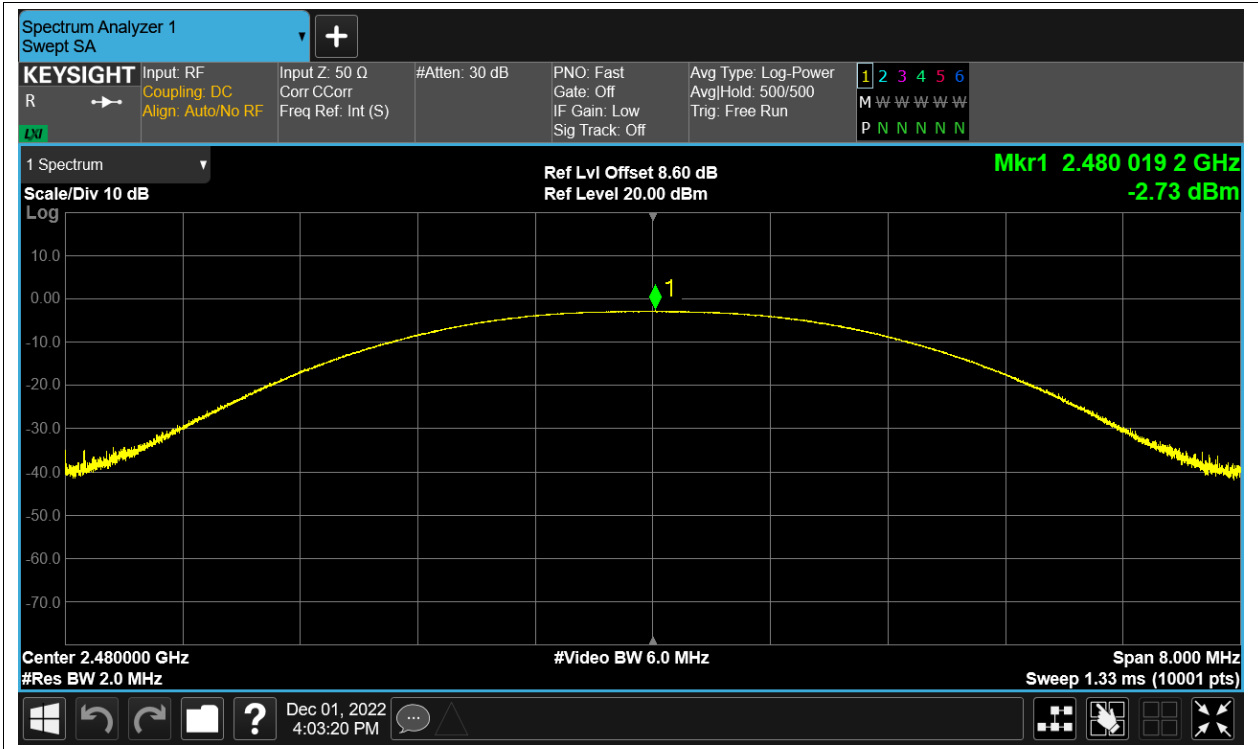 Spectrum Analyzer 1
Swept SA
KEYSIGHT
R
LXI
Input: RF
Coupling: DC
Align: Auto/No RF
Input Z: 50 Ω
Corr CCorr
Freq Ref: Int (S)
#Atten: 30 dB
PNO: Fast
Gate: Off
IF Gain: Low
Sig Track: Off
Avg Type: Log-Power
Avg|Hold: 500/500
Trig: Free Run
1 2 3 4 5 6
M W W W W W W
P N N N N N N
1 Spectrum
Scale/Div 10 dB
Log
Ref Lvl Offset 8.60 dB
Ref Level 20.00 dBm
Mkr1 2.480 019 2 GHz
-2.73 dBm
1
10.0
0.00
-10.0
-20.0
-30.0
-40.0
-50.0
-60.0
-70.0
Center 2.480000 GHz
#Video BW 6.0 MHz
Span 8.000 MHz
#Res BW 2.0 MHz
Sweep 1.33 ms (10001 pts)
?
Dec 01, 2022
4:03:20 PM